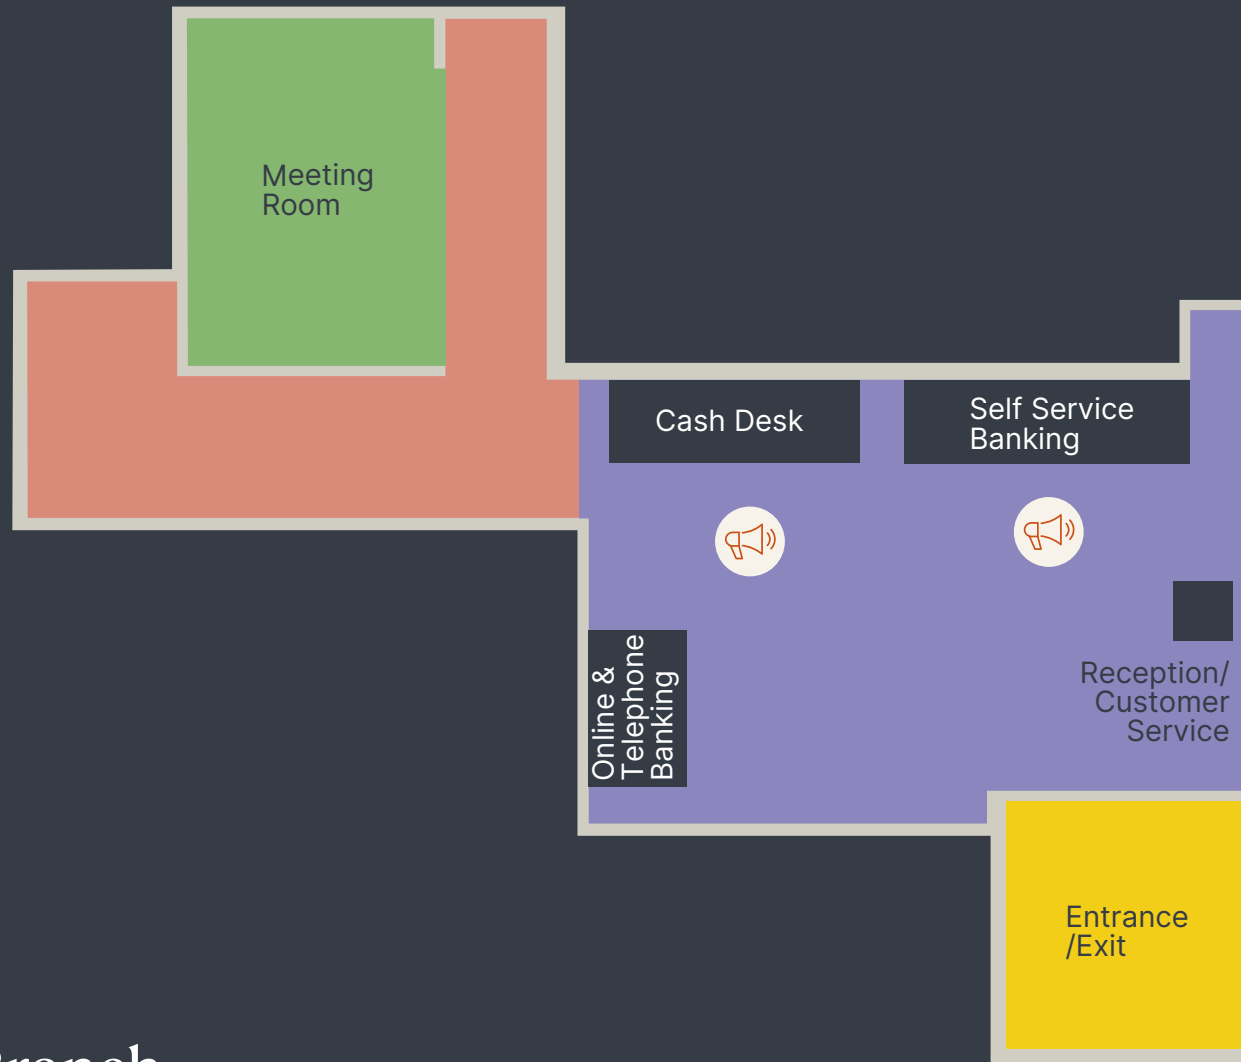 Meeting
Room
Cash Desk
Self Service
Banking
Online &
Telephone
Banking
Reception/
Customer
Service
Entrance
/Exit